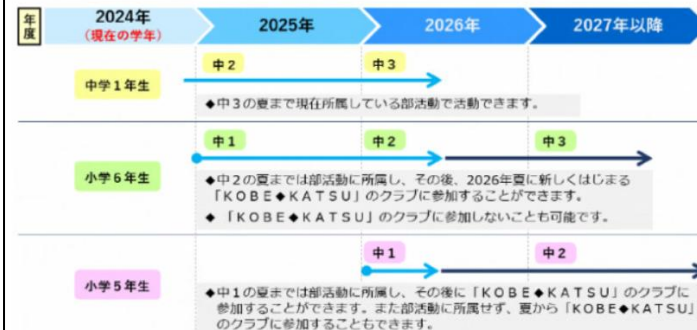 年度
2024年
(現在の学年)
2025年
2026年
2027年以降
中学1年生
中2
中3
◆中3の夏まで現在所属している部活動で活動できます。
小学6年生
中1
中2
中3
◆中2の夏までは部活動に所属し、その後、2026年夏に新しくはじまる
「KOBE◆KATSU」のクラブに参加することができます。
◆「KOBE◆KATSU」のクラブに参加しないことも可能です。
小学5年生
中1
中2
◆中1の夏までは部活動に所属し、その後に「KOBE◆KATSU」のクラブに
参加することができます。また部活動に所属せず、夏から「KOBE◆KATSU」
のクラブに参加することもできます。